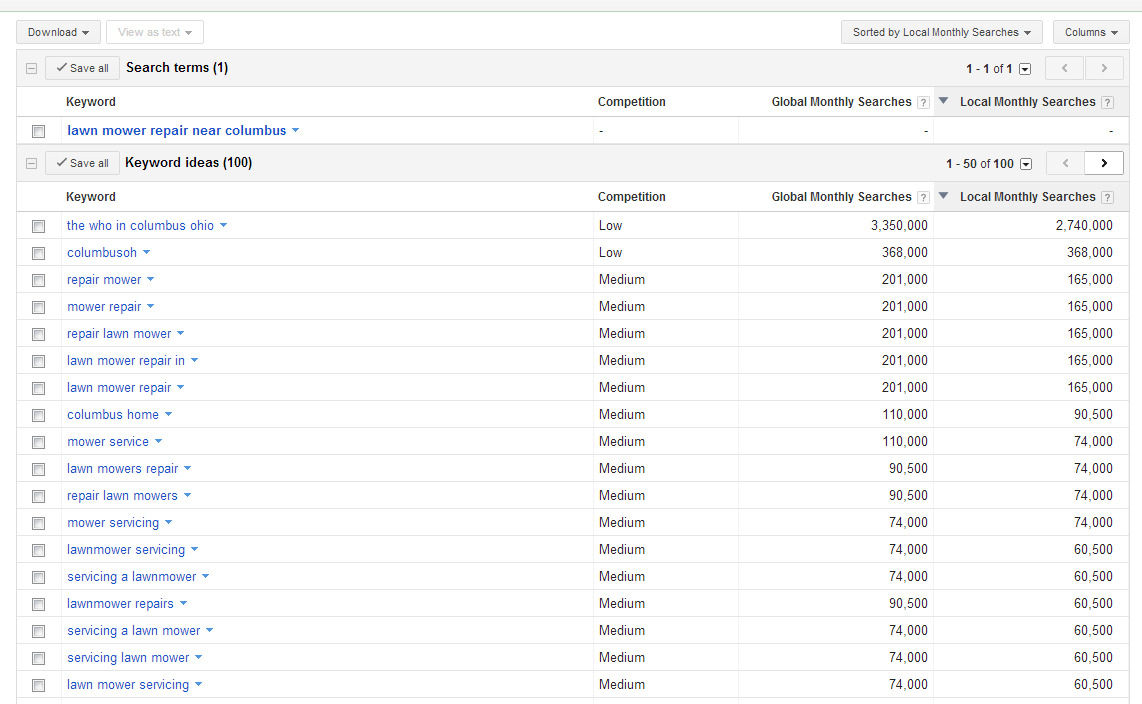 Download View as text Sorted by Local Monthly Searches Columns
Save all Search terms (1) 1 - 1 of 1
Keyword Competition Global Monthly Searches ? Local Monthly Searches ?
lawn mower repair near columbus - - -
Save all Keyword ideas (100) 1 - 50 of 100
Keyword Competition Global Monthly Searches ? Local Monthly Searches ?
the who in columbus ohio Low 3,350,000 2,740,000
columbusoh Low 368,000 368,000
repair mower Medium 201,000 165,000
mower repair Medium 201,000 165,000
repair lawn mower Medium 201,000 165,000
lawn mower repair in Medium 201,000 165,000
lawn mower repair Medium 201,000 165,000
columbus home Medium 110,000 90,500
mower service Medium 110,000 74,000
lawn mowers repair Medium 90,500 74,000
repair lawn mowers Medium 90,500 74,000
mower servicing Medium 74,000 74,000
lawnmower servicing Medium 74,000 60,500
servicing a lawnmower Medium 74,000 60,500
lawnmower repairs Medium 90,500 60,500
servicing a lawn mower Medium 74,000 60,500
servicing lawn mower Medium 74,000 60,500
lawn mower servicing Medium 74,000 60,500